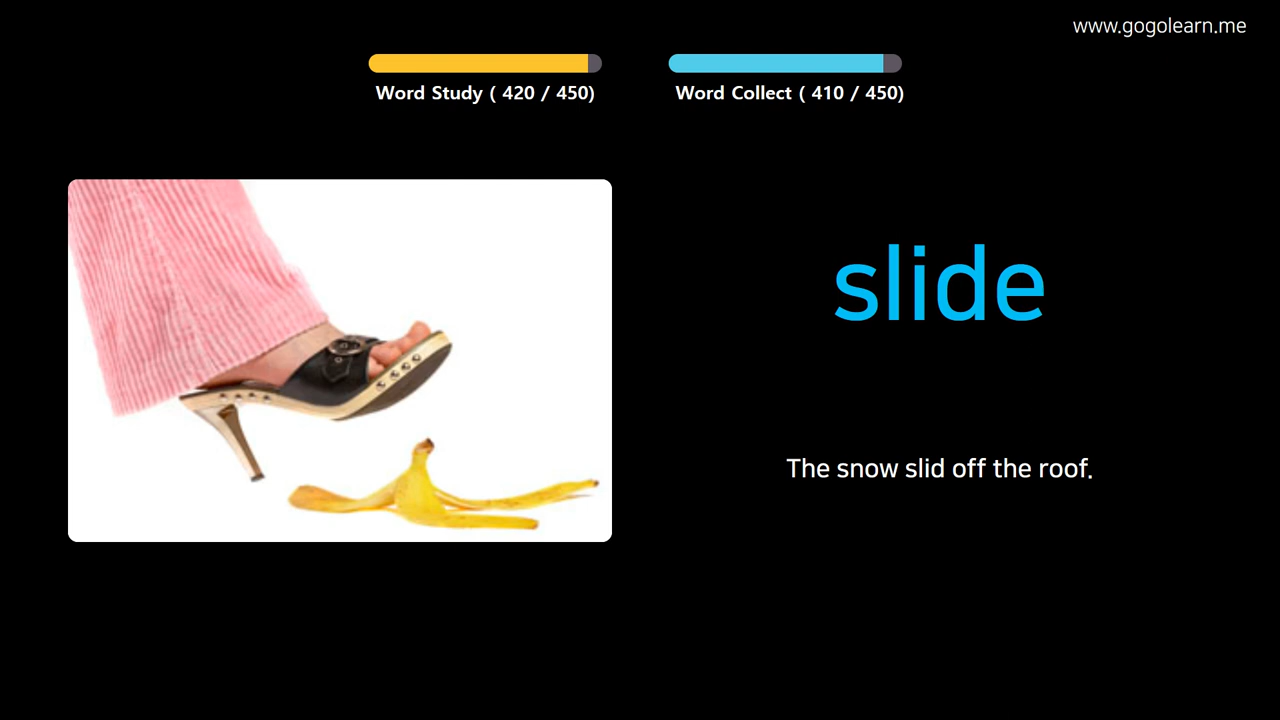 www.gogolearn.me
Word Study ( 420 / 450)
Word Collect ( 410 / 450)
slide
The snow slid off the roof.